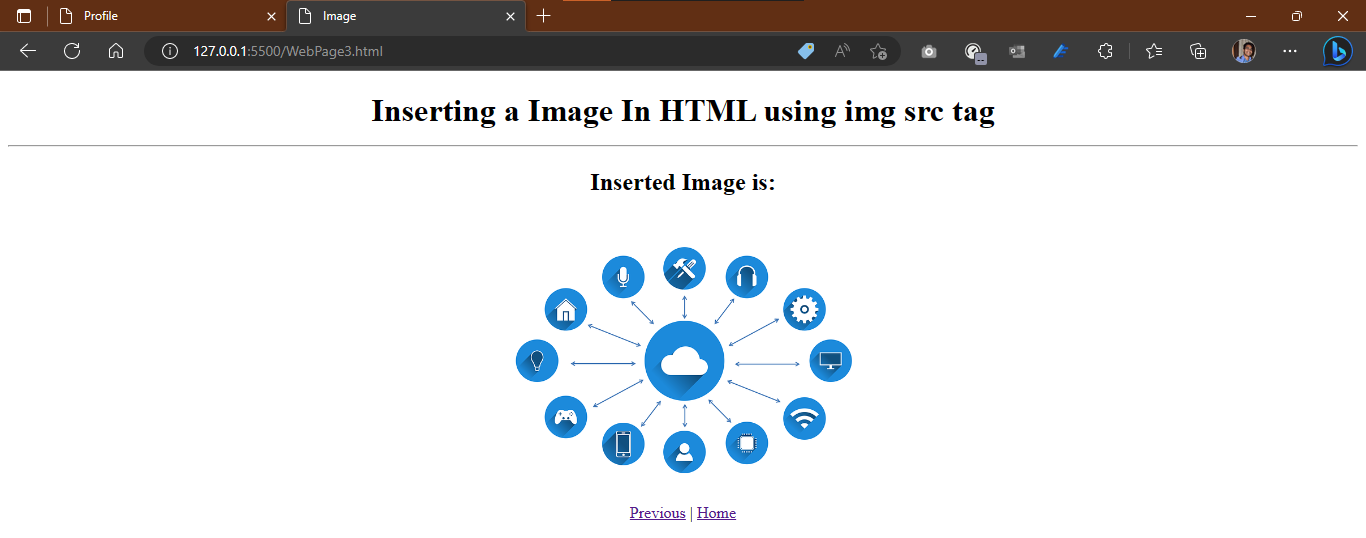 Profile
Image
127.0.0.1:5500/WebPage3.html
Inserting a Image In HTML using img src tag
Inserted Image is:
Previous | Home